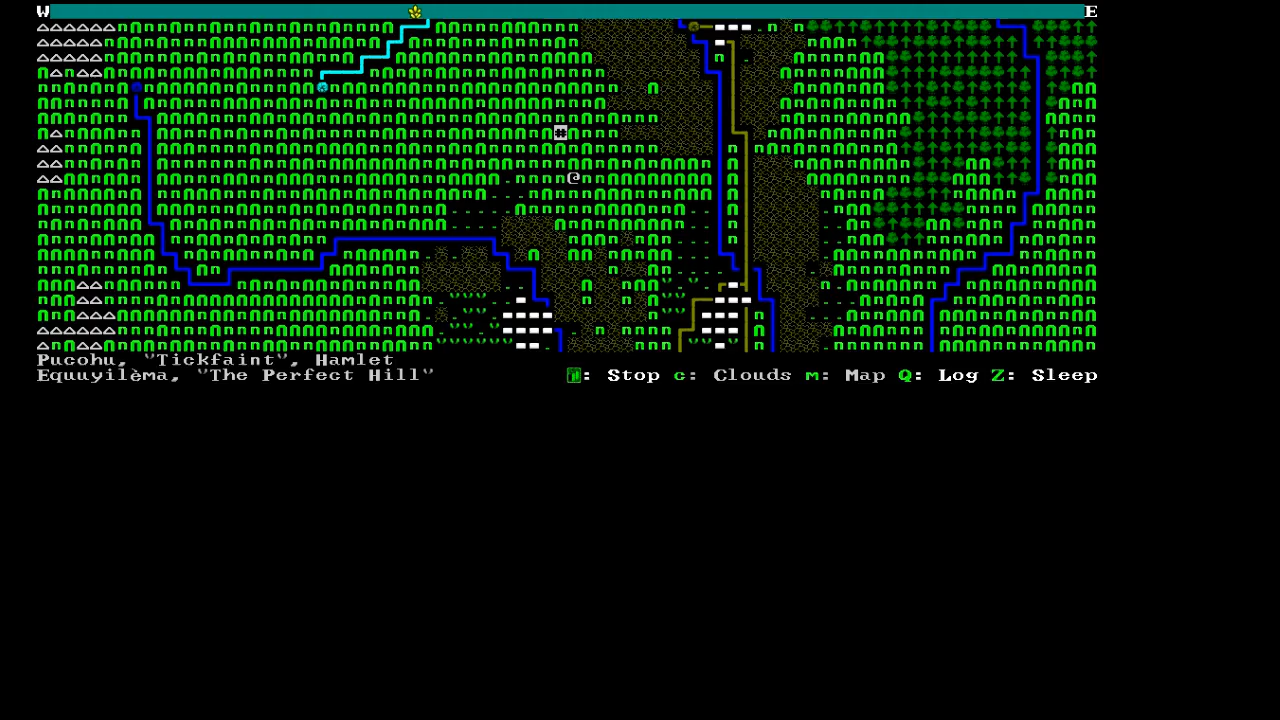 W E
Pucohu, "Tickfaint", Hamlet
Equuyilèma, "The Perfect Hill"
: Stop c: Clouds m: Map Q: Log Z: Sleep